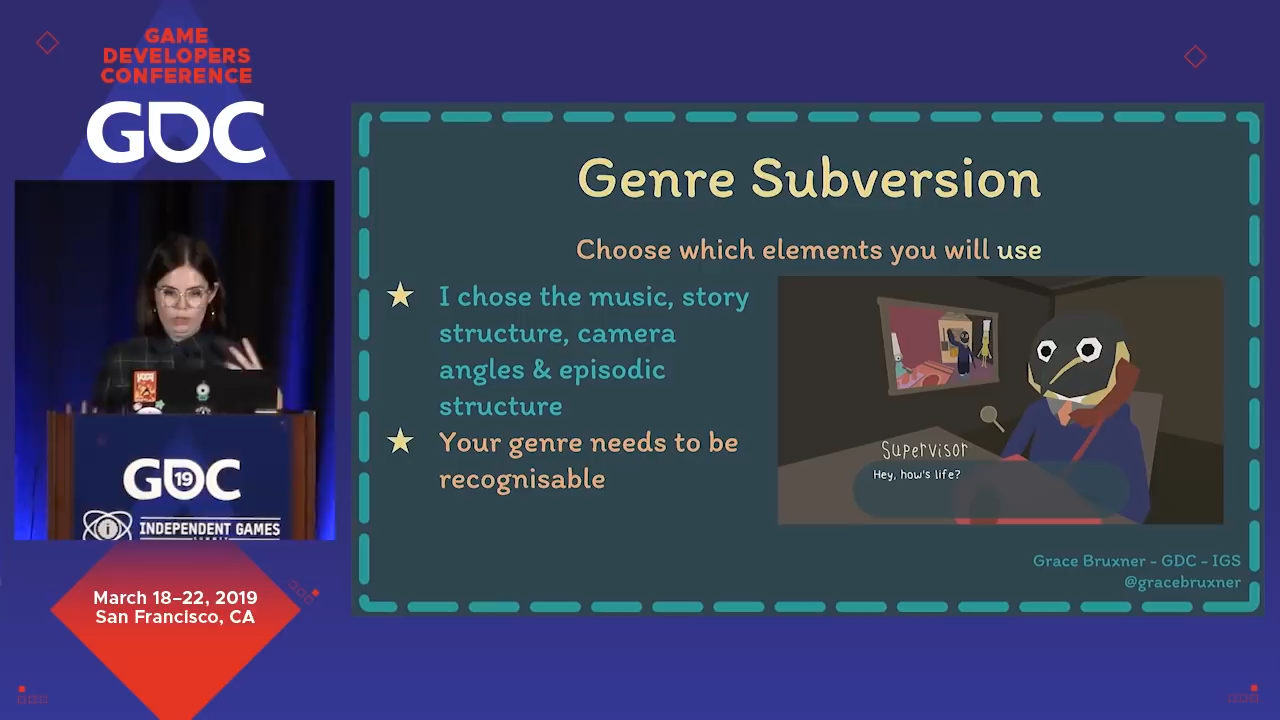 GAME
DEVELOPERS
CONFERENCE
GDC
GDC
19
INDEPENDENT GAMES
March 18–22, 2019
San Francisco, CA
Genre Subversion
Choose which elements you will use
I chose the music, story
structure, camera
angles & episodic
structure
Your genre needs to be
recognisable
Supervisor
Hey, how's life?
Grace Bruxner - GDC - IGS
@gracebruxner